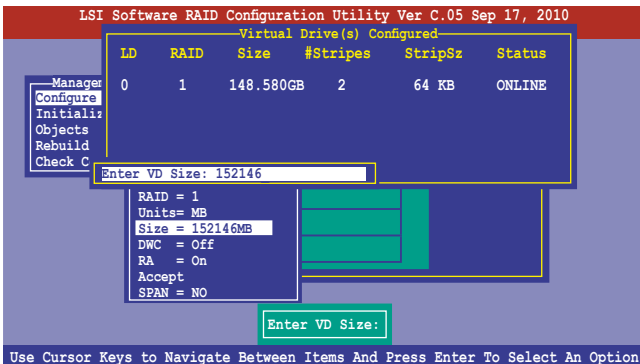 LSI Software RAID Configuration Utility Ver C.05 Sep 17, 2010
Virtual Drive(s) Configured
LD RAID Size #Stripes StripSz Status
0 1 148.580GB 2 64 KB ONLINE
Managem
Configure
Initializ
Objects
Rebuild
Check C
Enter VD Size: 152146_
RAID = 1
Units= MB
Size = 152146MB
DWC = Off
RA = On
Accept
SPAN = NO
Enter VD Size:
Use Cursor Keys to Navigate Between Items And Press Enter To Select An Option